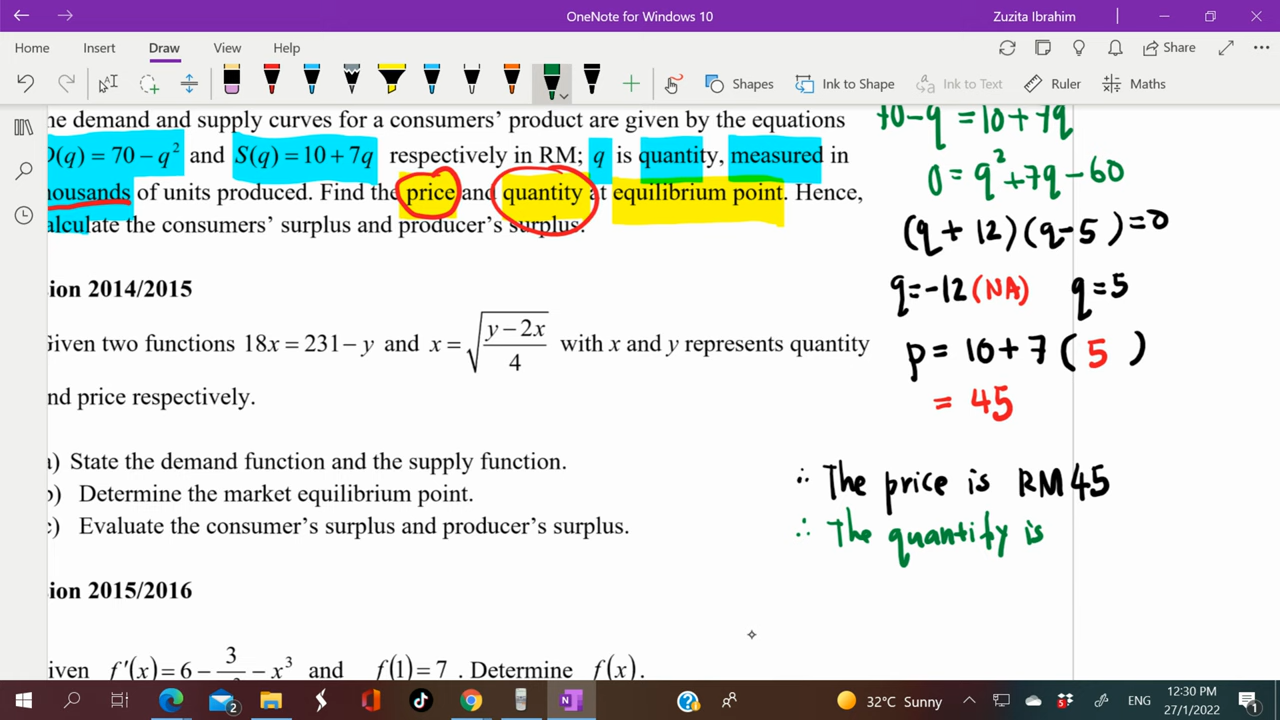 OneNote for Windows 10
Zuzita Ibrahim
Home Insert Draw View Help
Share
Shapes Ink to Shape Ink to Text Ruler Maths
he demand and supply curves for a consumers' product are given by the equations
D(q) = 70 − q² and S(q) = 10 + 7q respectively in RM; q is quantity, measured in
housands of units produced. Find the price and quantity at equilibrium point. Hence,
alculate the consumers' surplus and producer's surplus.
ion 2014/2015
Given two functions 18x = 231 − y and x = √((y − 2x)/4) with x and y represents quantity
nd price respectively.
a) State the demand function and the supply function.
b) Determine the market equilibrium point.
c) Evaluate the consumer's surplus and producer's surplus.
ion 2015/2016
iven f′(x) = 6 − 3 − x³ and f(1) = 7 . Determine f(x).
70 − q = 10 + 7q
0 = q² + 7q − 60
(q + 12)(q − 5) = 0
q = −12 (NA) q = 5
p = 10 + 7(5)
= 45
∴ The price is RM 45
∴ The quantify is
32°C Sunny
ENG
12:30 PM
27/1/2022
2
5
1